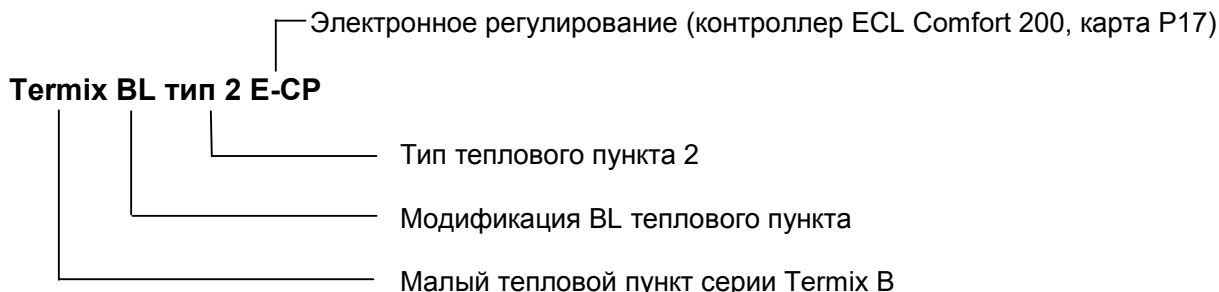 Электронное регулирование (контроллер ECL Comfort 200, карта P17)
Termix BL тип 2 E-CP
Тип теплового пункта 2
Модификация BL теплового пункта
Малый тепловой пункт серии Termix B